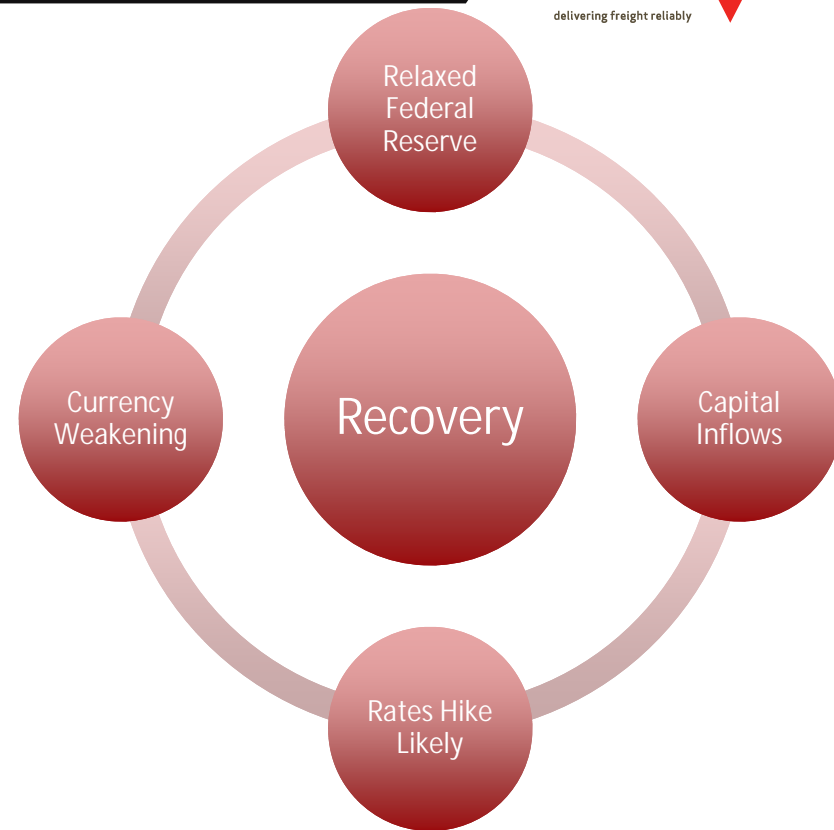 delivering freight reliably
Relaxed
Federal
Reserve
Currency
Weakening
Recovery
Capital
Inflows
Rates Hike
Likely